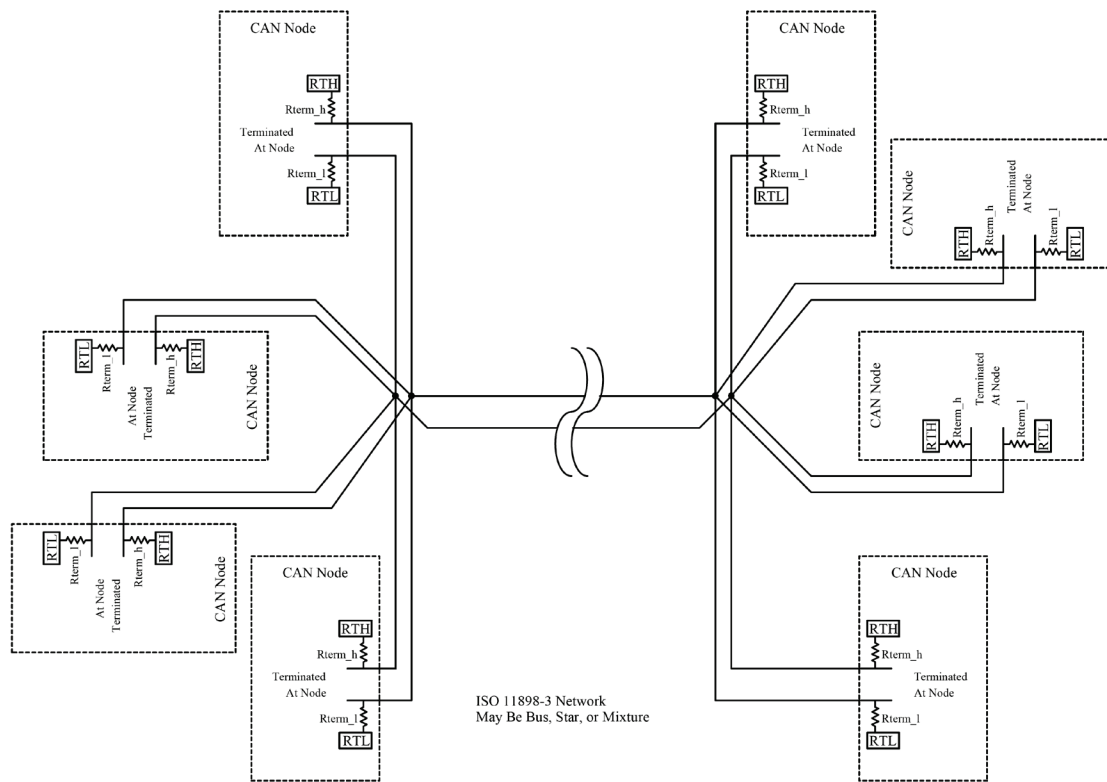 CAN Node
RTH
Rterm_h
Terminated
At Node
Rterm_l
RTL
CAN Node
RTH
Rterm_h
Terminated
At Node
Rterm_l
RTL
CAN Node
RTH
Rterm_h
Terminated
At Node
Rterm_l
RTL
RTL
Rterm_l
At Node
Terminated
Rterm_h
RTH
CAN Node
CAN Node
RTH
Rterm_h
Terminated
At Node
Rterm_l
RTL
RTL
Rterm_l
At Node
Terminated
Rterm_h
RTH
CAN Node
CAN Node
RTH
Rterm_h
Terminated
At Node
Rterm_l
RTL
CAN Node
RTH
Rterm_h
Terminated
At Node
Rterm_l
RTL
ISO 11898-3 Network
May Be Bus, Star, or Mixture